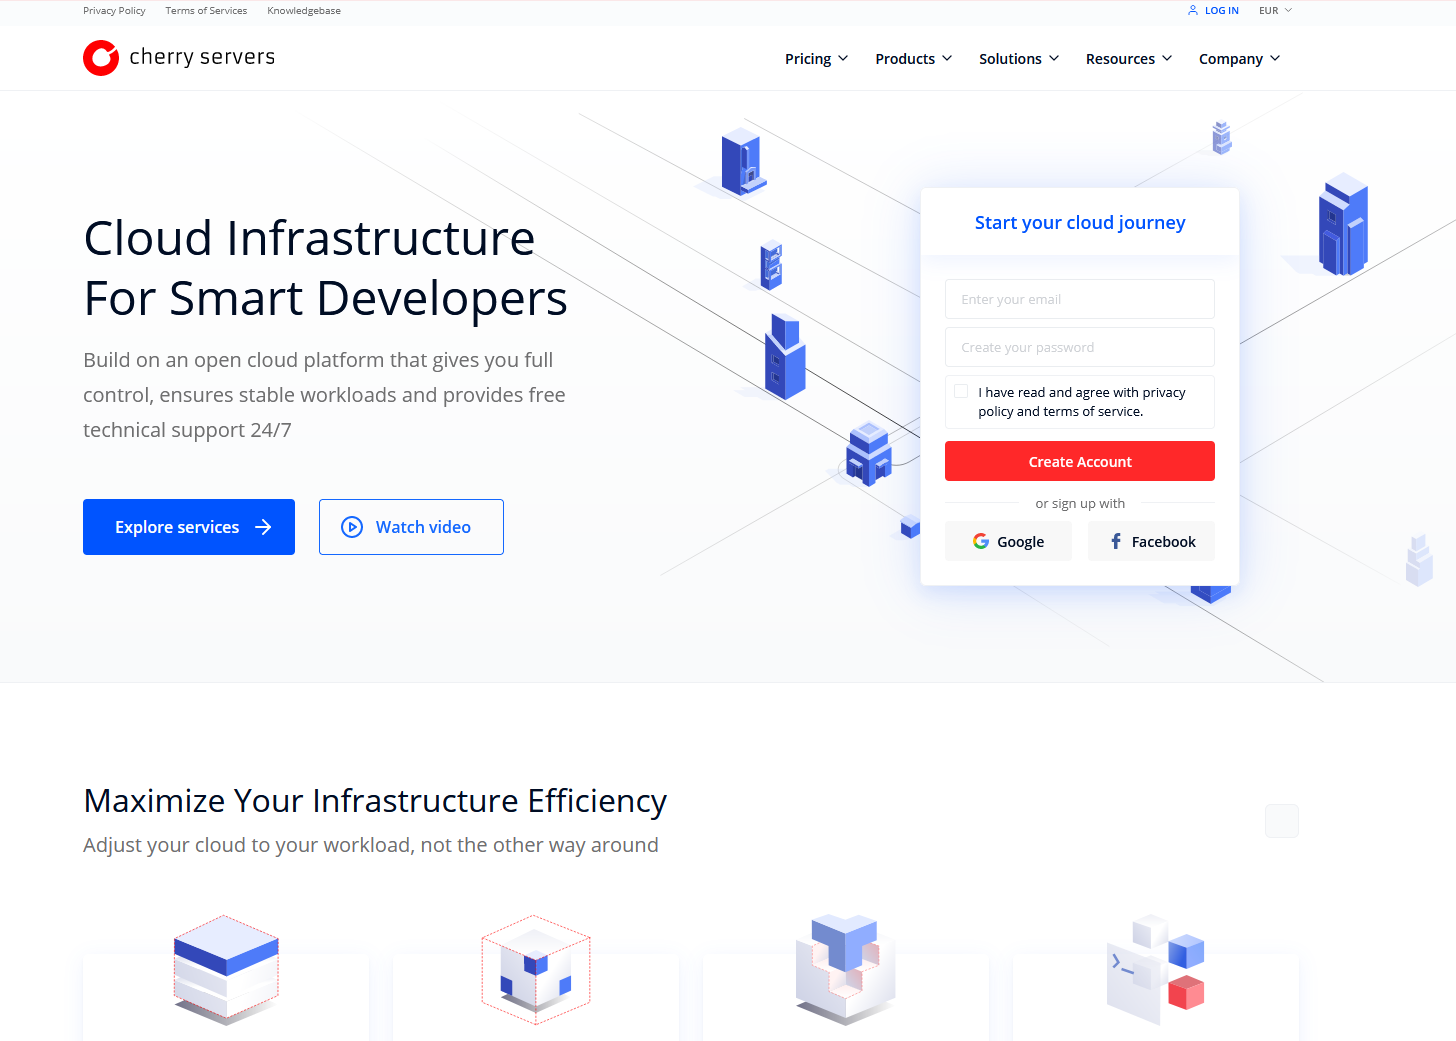 Privacy Policy Terms of Services Knowledgebase
LOG IN EUR
cherry servers
Pricing Products Solutions Resources Company
Cloud Infrastructure
For Smart Developers
Build on an open cloud platform that gives you full
control, ensures stable workloads and provides free
technical support 24/7
Explore services
Watch video
Start your cloud journey
Enter your email
Create your password
I have read and agree with privacy
policy and terms of service.
Create Account
or sign up with
Google
Facebook
Maximize Your Infrastructure Efficiency
Adjust your cloud to your workload, not the other way around